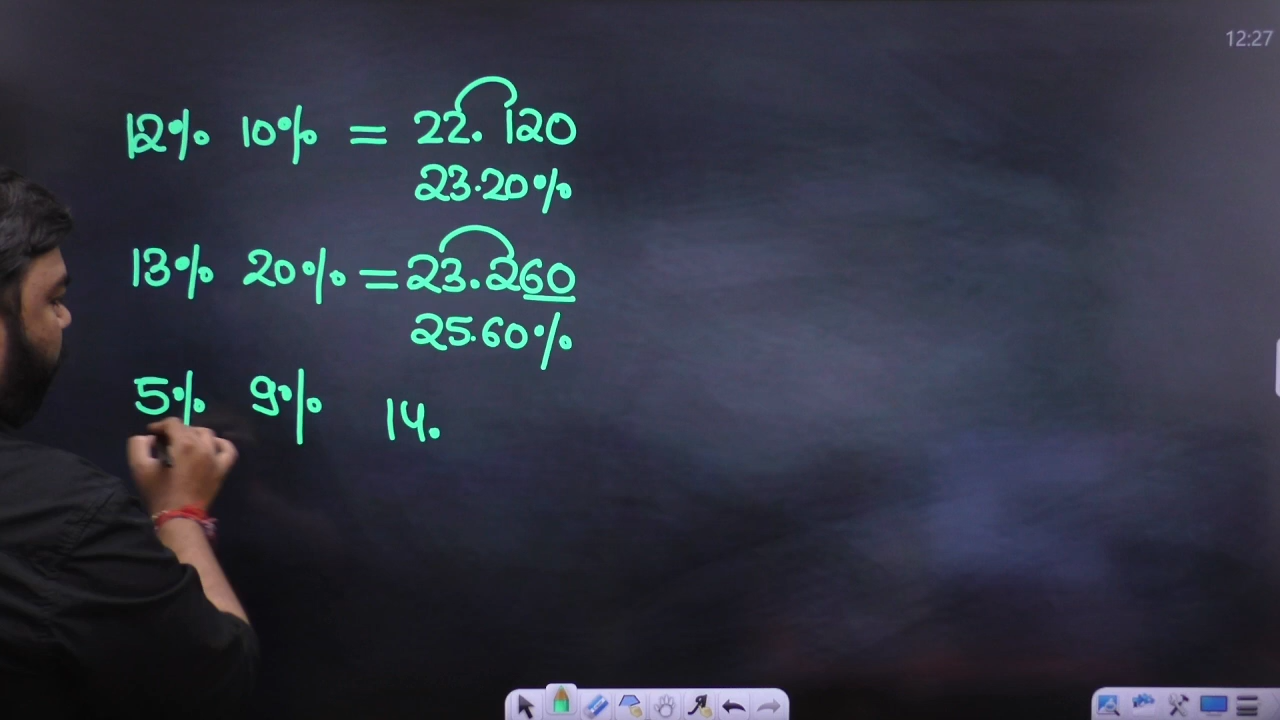 12:27
12% 10% = 22.120
23.20%
13% 20% = 23.260
25.60%
5% 9% 14.